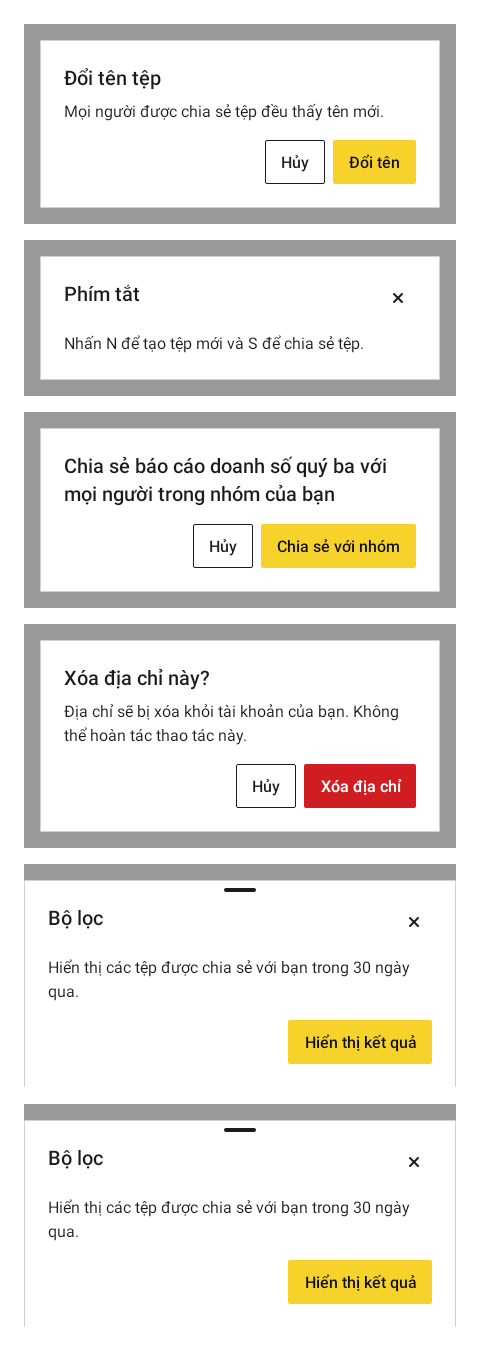 Đổi tên tệp
Mọi người được chia sẻ tệp đều thấy tên mới.
Hủy
Đổi tên
Phím tắt
Nhấn N để tạo tệp mới và S để chia sẻ tệp.
Chia sẻ báo cáo doanh số quý ba với
mọi người trong nhóm của bạn
Hủy
Chia sẻ với nhóm
Xóa địa chỉ này?
Địa chỉ sẽ bị xóa khỏi tài khoản của bạn. Không
thể hoàn tác thao tác này.
Hủy
Xóa địa chỉ
Bộ lọc
Hiển thị các tệp được chia sẻ với bạn trong 30 ngày
qua.
Hiển thị kết quả
Bộ lọc
Hiển thị các tệp được chia sẻ với bạn trong 30 ngày
qua.
Hiển thị kết quả